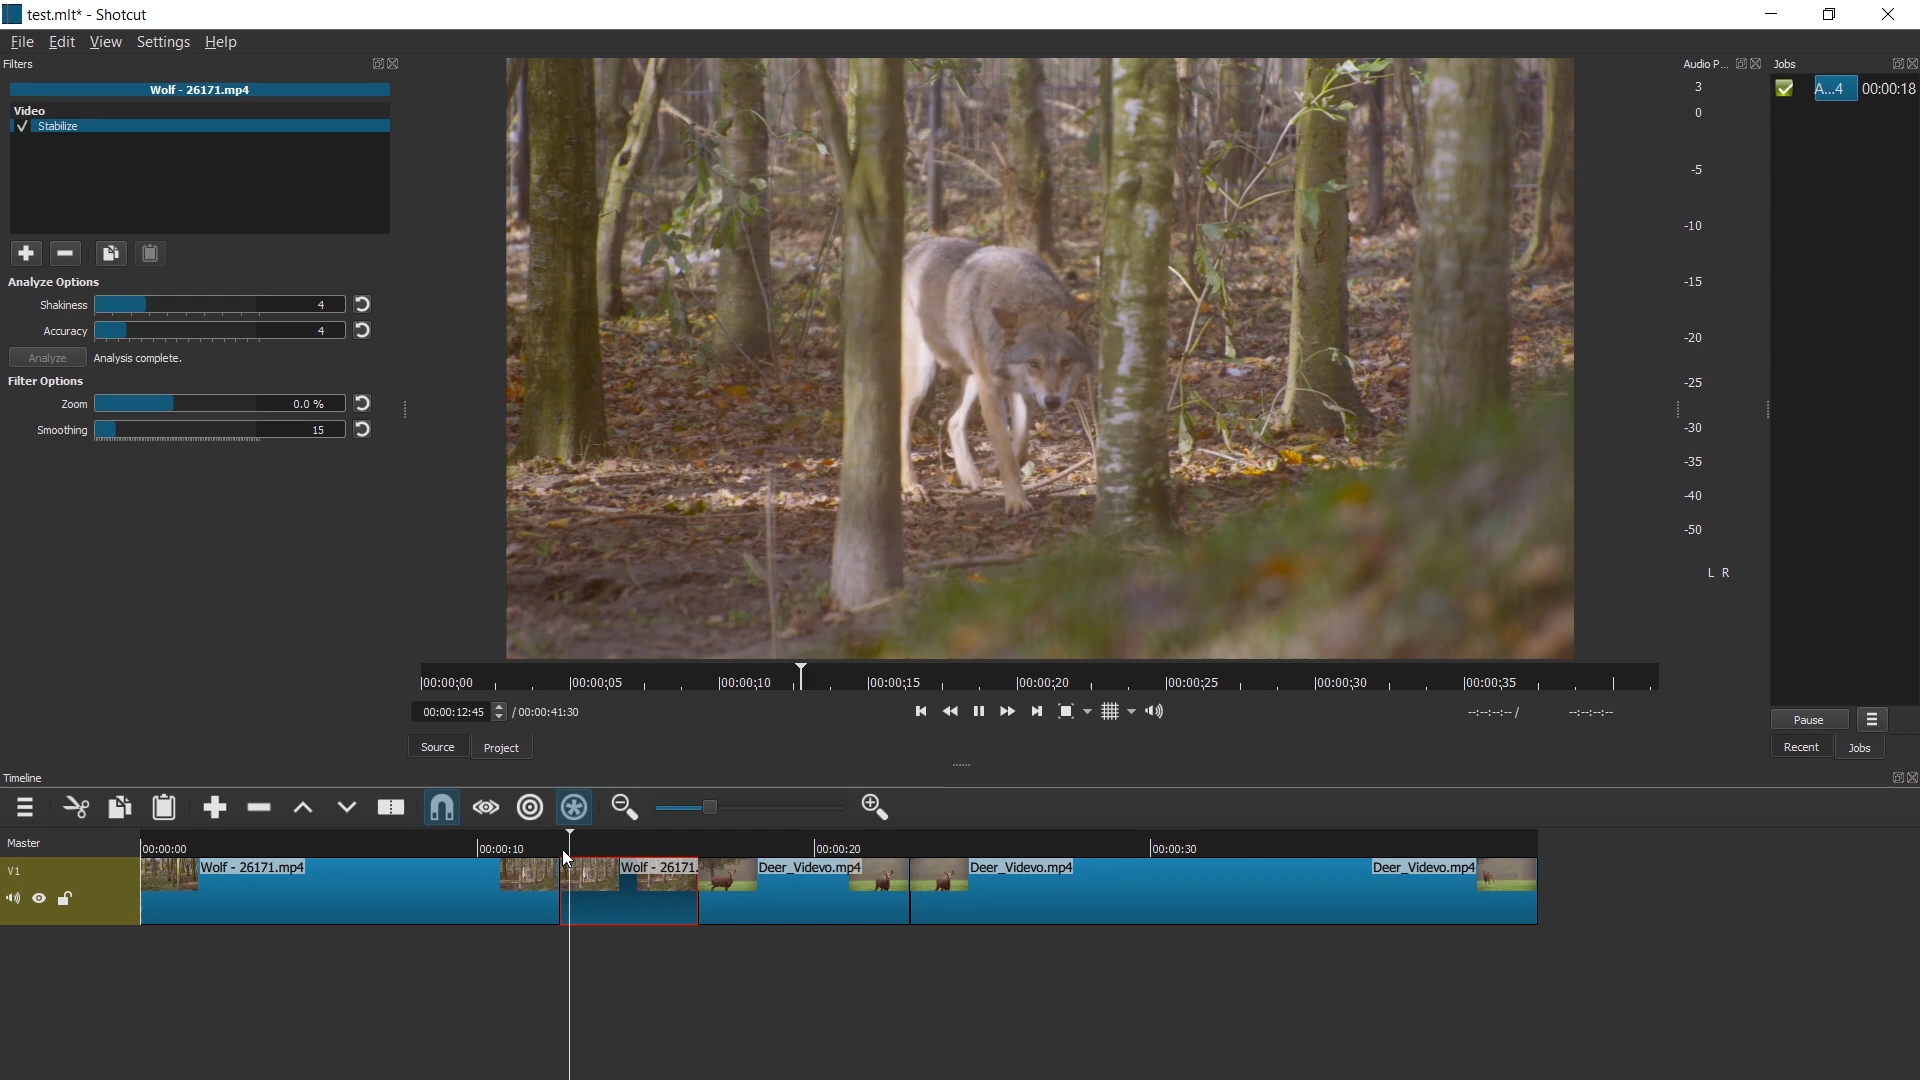 test.mlt* - Shotcut
File Edit View Settings Help
Filters
Wolf - 26171.mp4
Video
Stabilize
Analyze Options
Shakiness 4
Accuracy 4
Analyze Analysis complete.
Filter Options
Zoom 0.0 %
Smoothing 15
Audio P...
3
0
-5
-10
-15
-20
-25
-30
-35
-40
-50
L R
Jobs
A...4 00:00:18
Pause
Recent Jobs
00:00:00 00:00:05 00:00:10 00:00:15 00:00:20 00:00:25 00:00:30 00:00:35
00:00:12:45 / 00:00:41:30
--:--:--:-- / --:--:--:--
Source Project
Timeline
Master
00:00:00 00:00:10 00:00:20 00:00:30
V1
Wolf - 26171.mp4 Wolf - 26171. Deer_Videvo.mp4 Deer_Videvo.mp4 Deer_Videvo.mp4